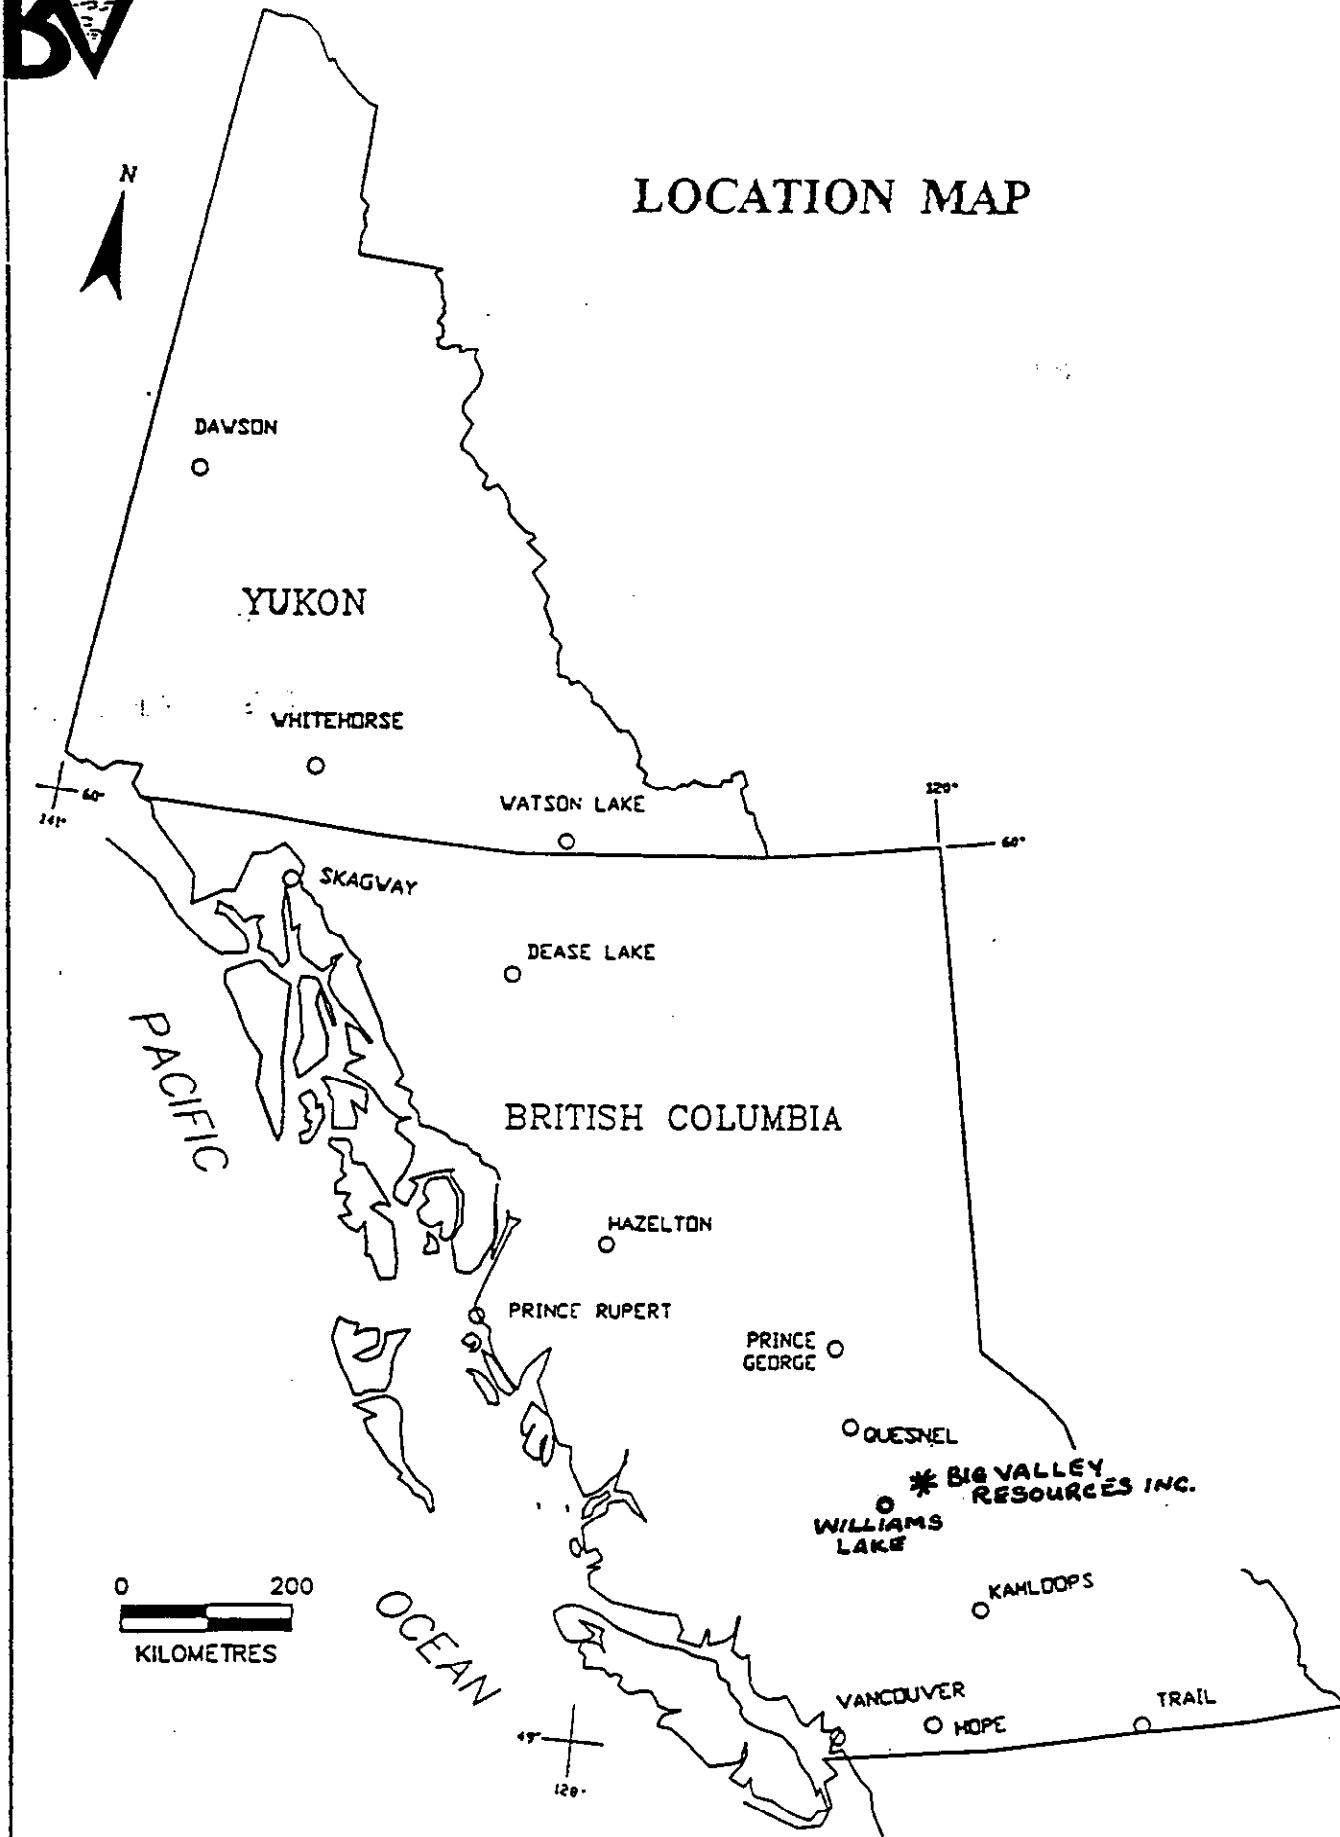 BV
N
LOCATION MAP
DAWSON
YUKON
WHITEHORSE
WATSON LAKE
120°
60°
141°
60°
SKAGWAY
DEASE LAKE
PACIFIC
BRITISH COLUMBIA
HAZELTON
PRINCE RUPERT
PRINCE
GEORGE
QUESNEL
BIG VALLEY
RESOURCES INC.
WILLIAMS
LAKE
0 200
KILOMETRES
OCEAN
KAMLOOPS
VANCOUVER
HOPE
TRAIL
49°
128°